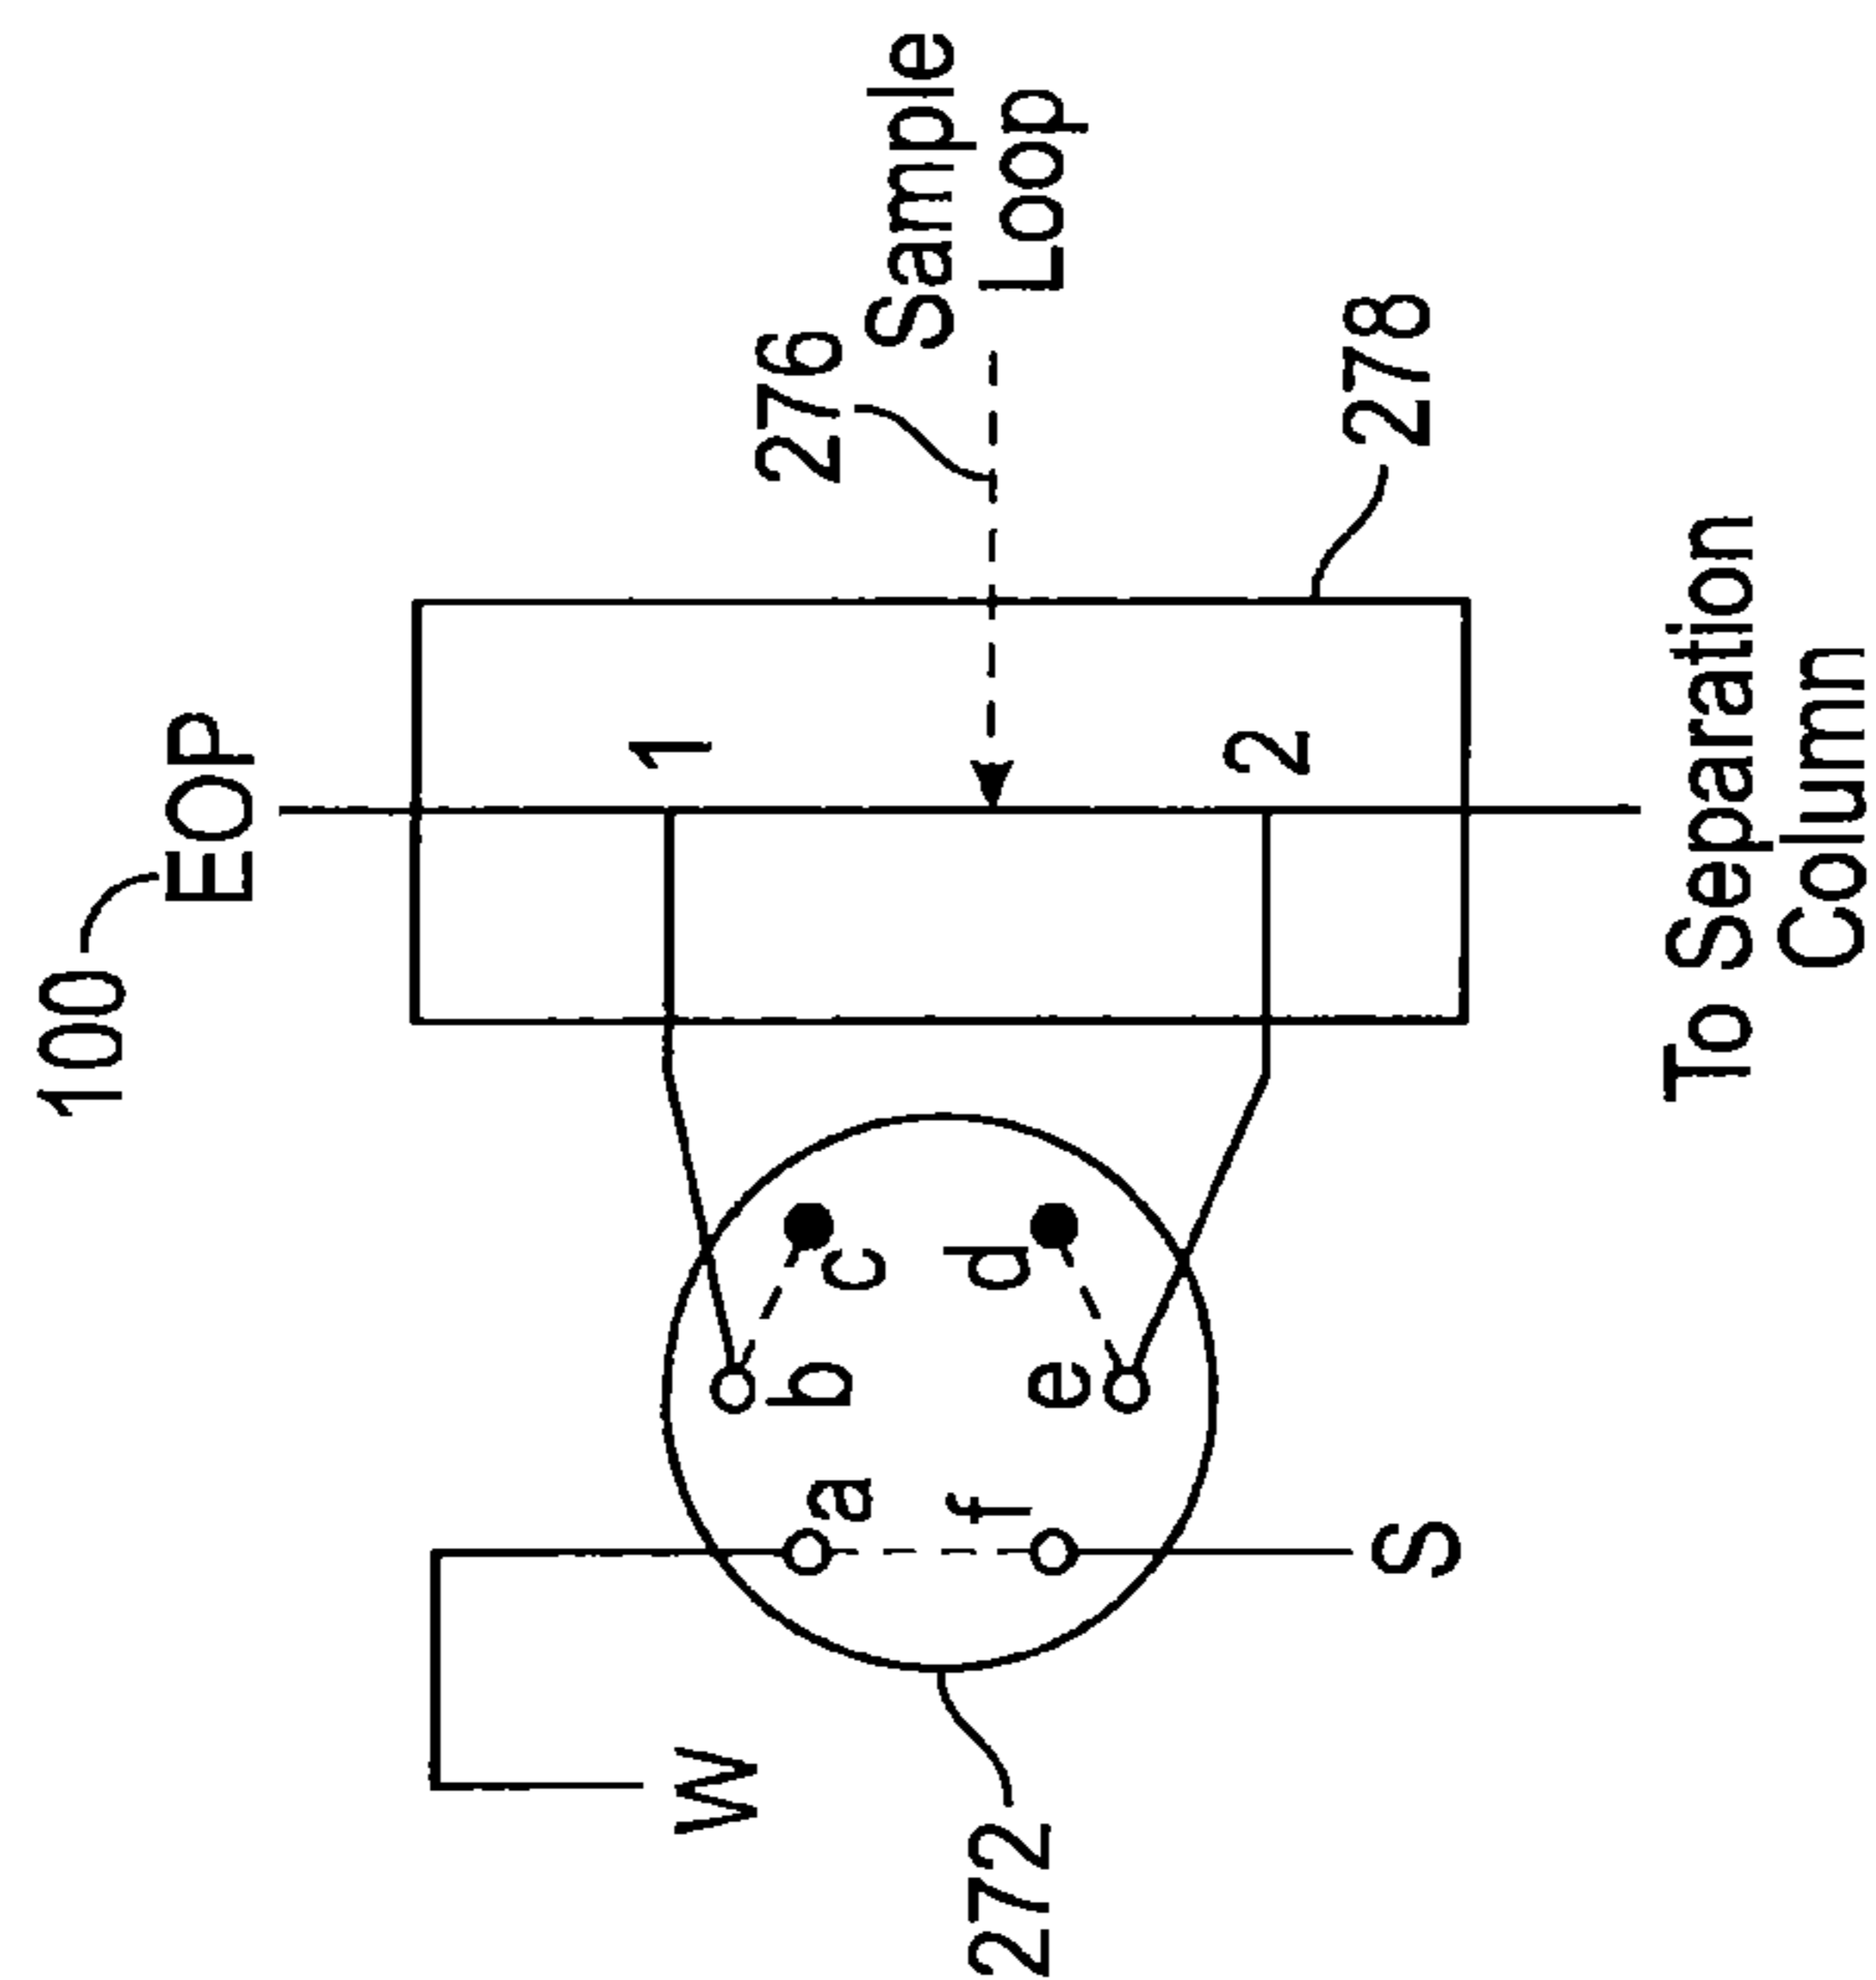 100
EOP
W
a
b
c
1
276
Sample
Loop
272
f
e
d
2
278
S
To Separation
Column